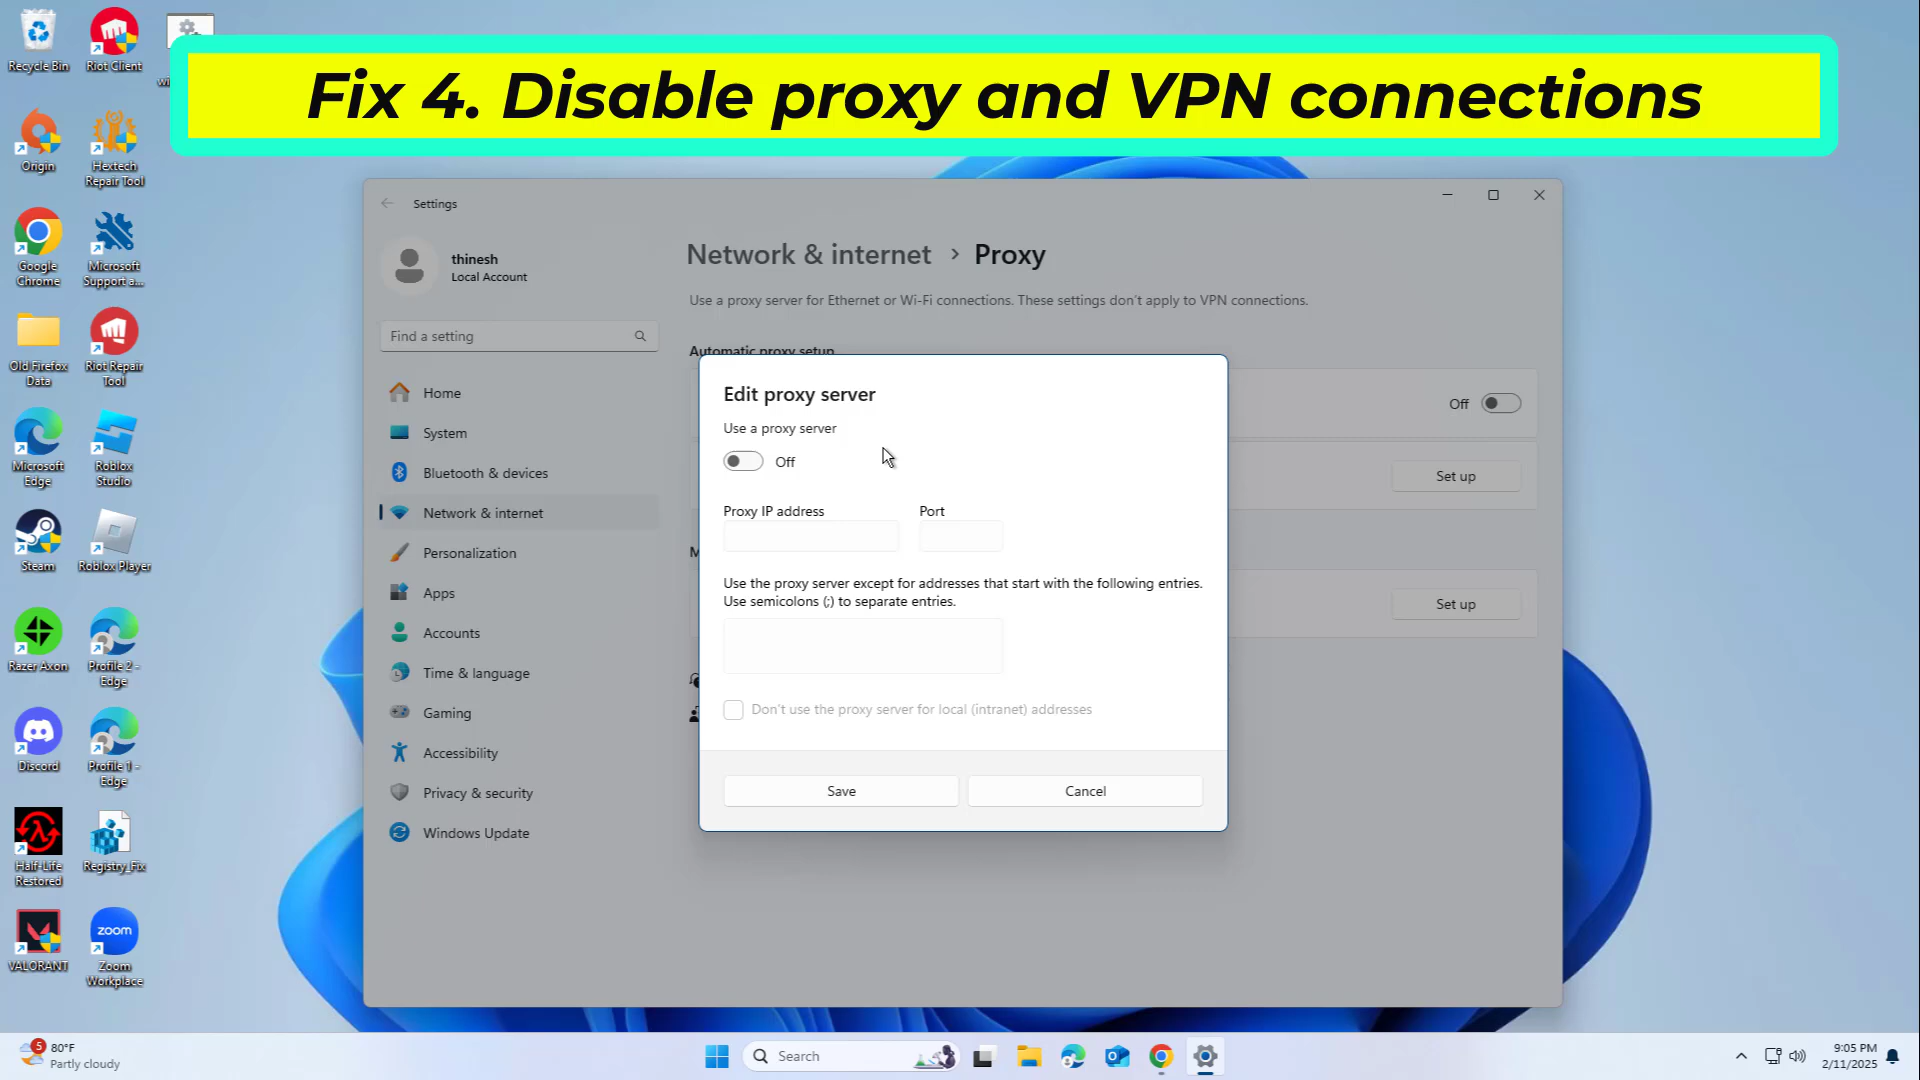 Fix 4. Disable proxy and VPN connections
Recycle Bin
Riot Client
Origin
Hextech
Repair Tool
Google
Chrome
Microsoft
Support a...
Old Firefox
Data
Riot Repair
Tool
Microsoft
Edge
Roblox
Studio
Steam
Roblox Player
Razer Axon
Profile 2 -
Edge
Discord
Profile 1 -
Edge
Half-Life
Restored
Registry_Fix
VALORANT
zoom
Zoom
Workplace
Settings
thinesh
Local Account
Find a setting
Home
System
Bluetooth & devices
Network & internet
Personalization
Apps
Accounts
Time & language
Gaming
Accessibility
Privacy & security
Windows Update
Network & internet > Proxy
Use a proxy server for Ethernet or Wi-Fi connections. These settings don't apply to VPN connections.
Automatic proxy setup
Off
Set up
Set up
Edit proxy server
Use a proxy server
Off
Proxy IP address
Port
Use the proxy server except for addresses that start with the following entries.
Use semicolons (;) to separate entries.
Don't use the proxy server for local (intranet) addresses
Save
Cancel
5
80°F
Partly cloudy
Search
9:05 PM
2/11/2025